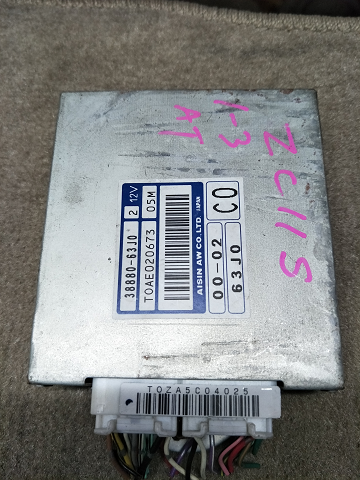 ZC11S
1-3
AT
38880-63J0 2 12V
T0AE020673 05M
AISIN AW CO.,LTD JAPAN
00-02 CO
63J0
T0ZA5C04025